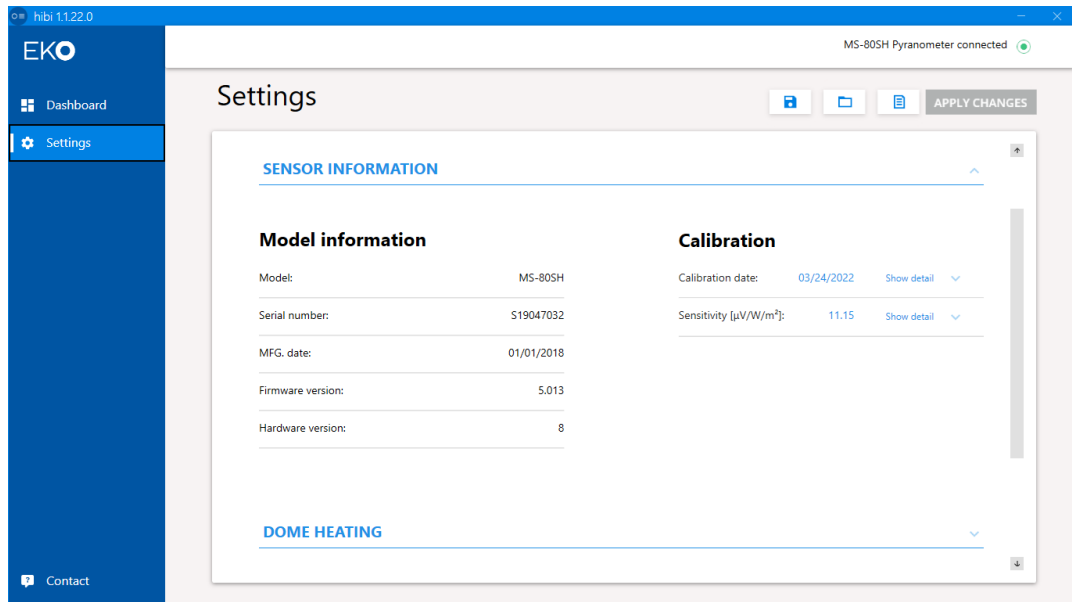 hibi 1.1.22.0
EKO
MS-80SH Pyranometer connected
Dashboard
Settings
Contact
Settings
APPLY CHANGES
SENSOR INFORMATION
Model information
Model: MS-80SH
Serial number: S19047032
MFG. date: 01/01/2018
Firmware version: 5.013
Hardware version: 8
Calibration
Calibration date: 03/24/2022 Show detail
Sensitivity [µV/W/m²]: 11.15 Show detail
DOME HEATING